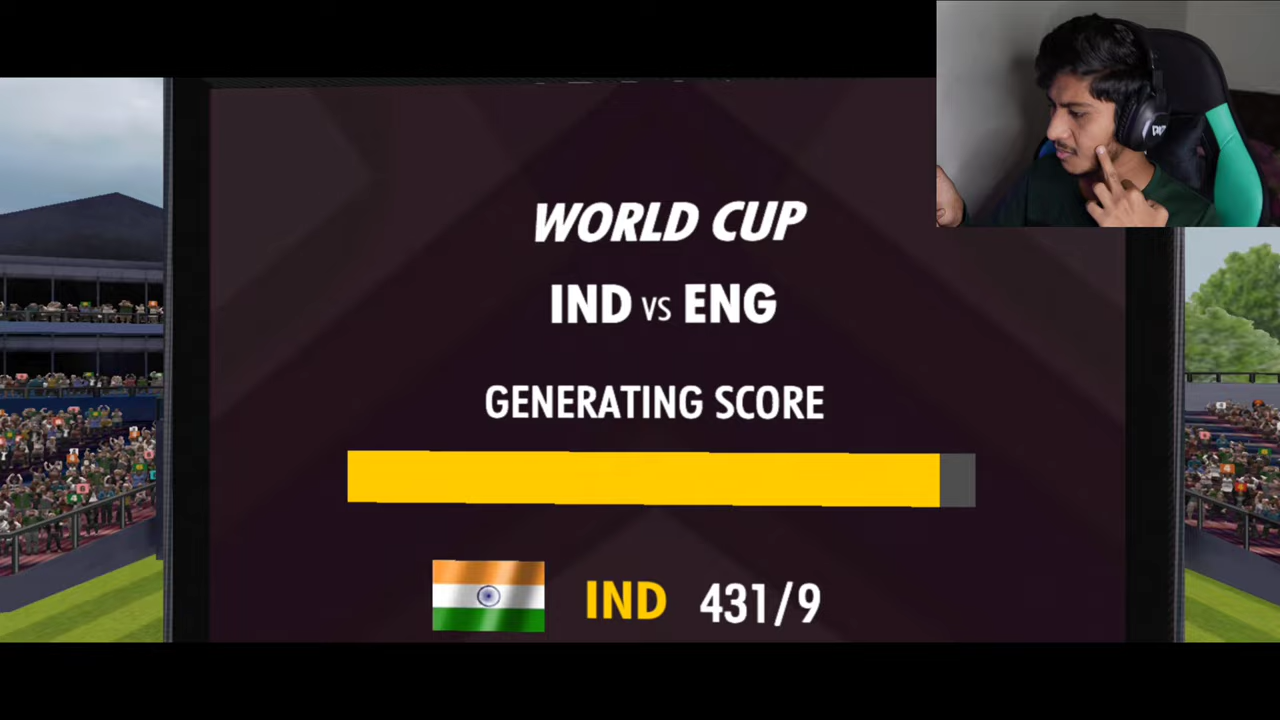 WORLD CUP
IND VS ENG
GENERATING SCORE
IND 431/9